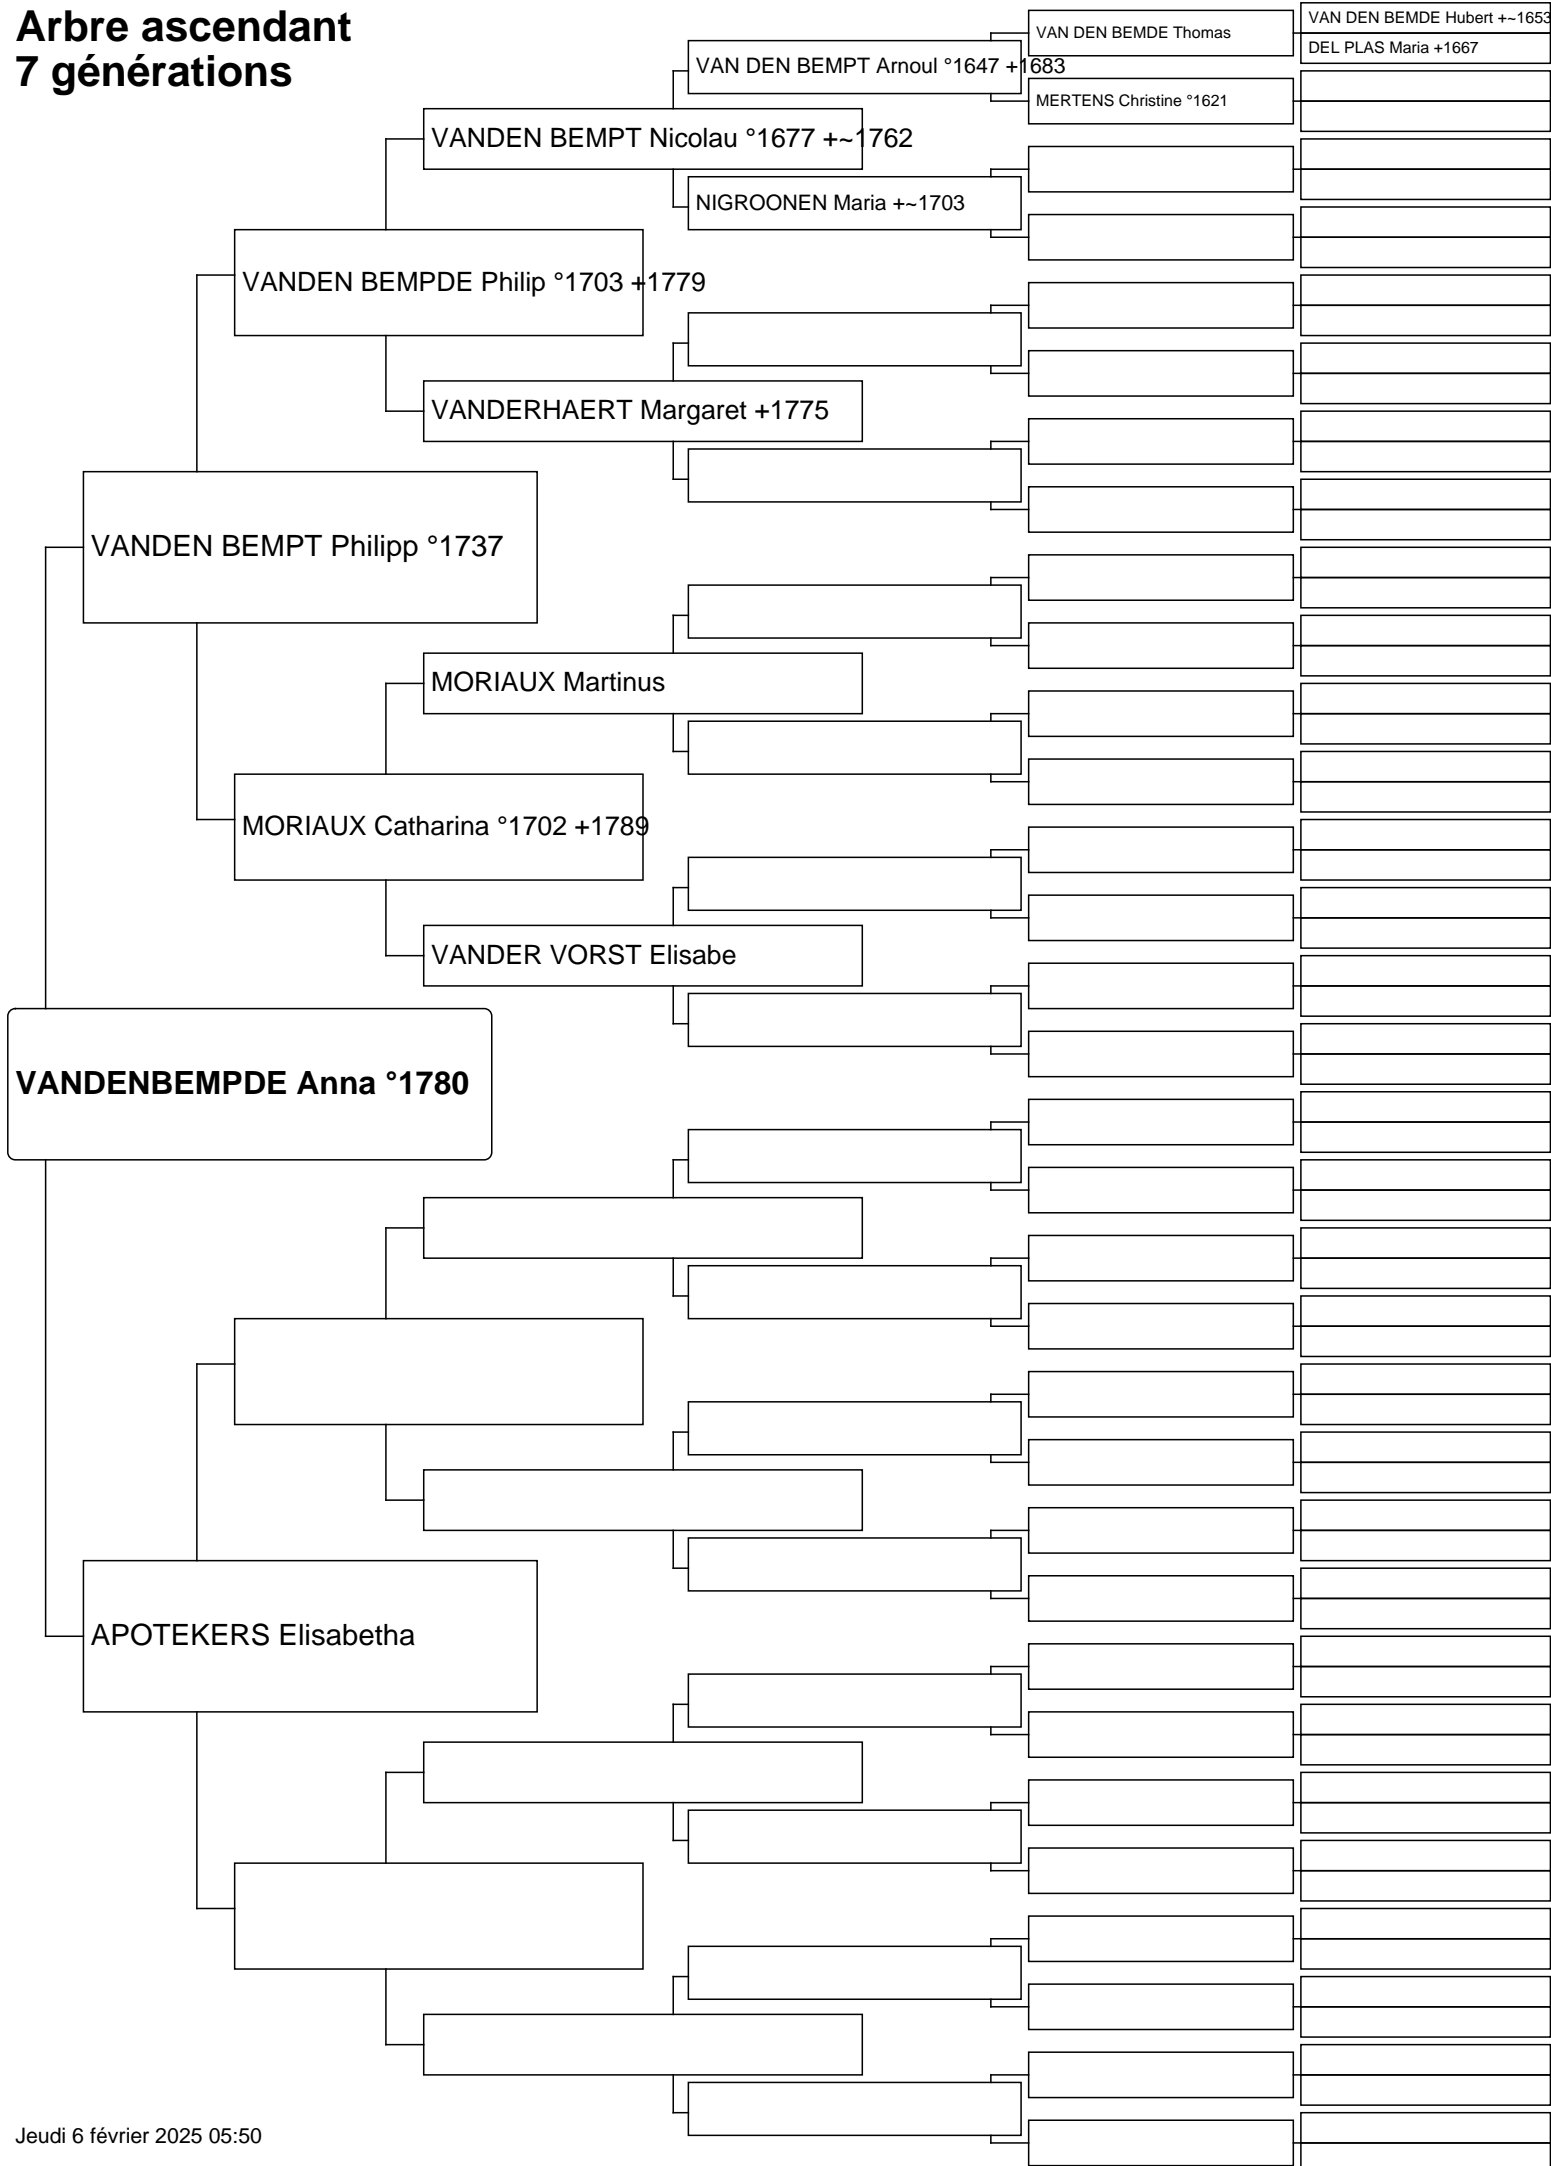 Arbre ascendant
7 générations
VAN DEN BEMDE Hubert +~1653
VAN DEN BEMDE Thomas
DEL PLAS Maria +1667
VAN DEN BEMPT Arnoul °1647 +1683
MERTENS Christine °1621
VANDEN BEMPT Nicolau °1677 +~1762
NIGROONEN Maria +~1703
VANDEN BEMPDE Philip °1703 +1779
VANDERHAERT Margaret +1775
VANDEN BEMPT Philipp °1737
MORIAUX Martinus
MORIAUX Catharina °1702 +1789
VANDER VORST Elisabe
VANDENBEMPDE Anna °1780
APOTEKERS Elisabetha
Jeudi 6 février 2025 05:50